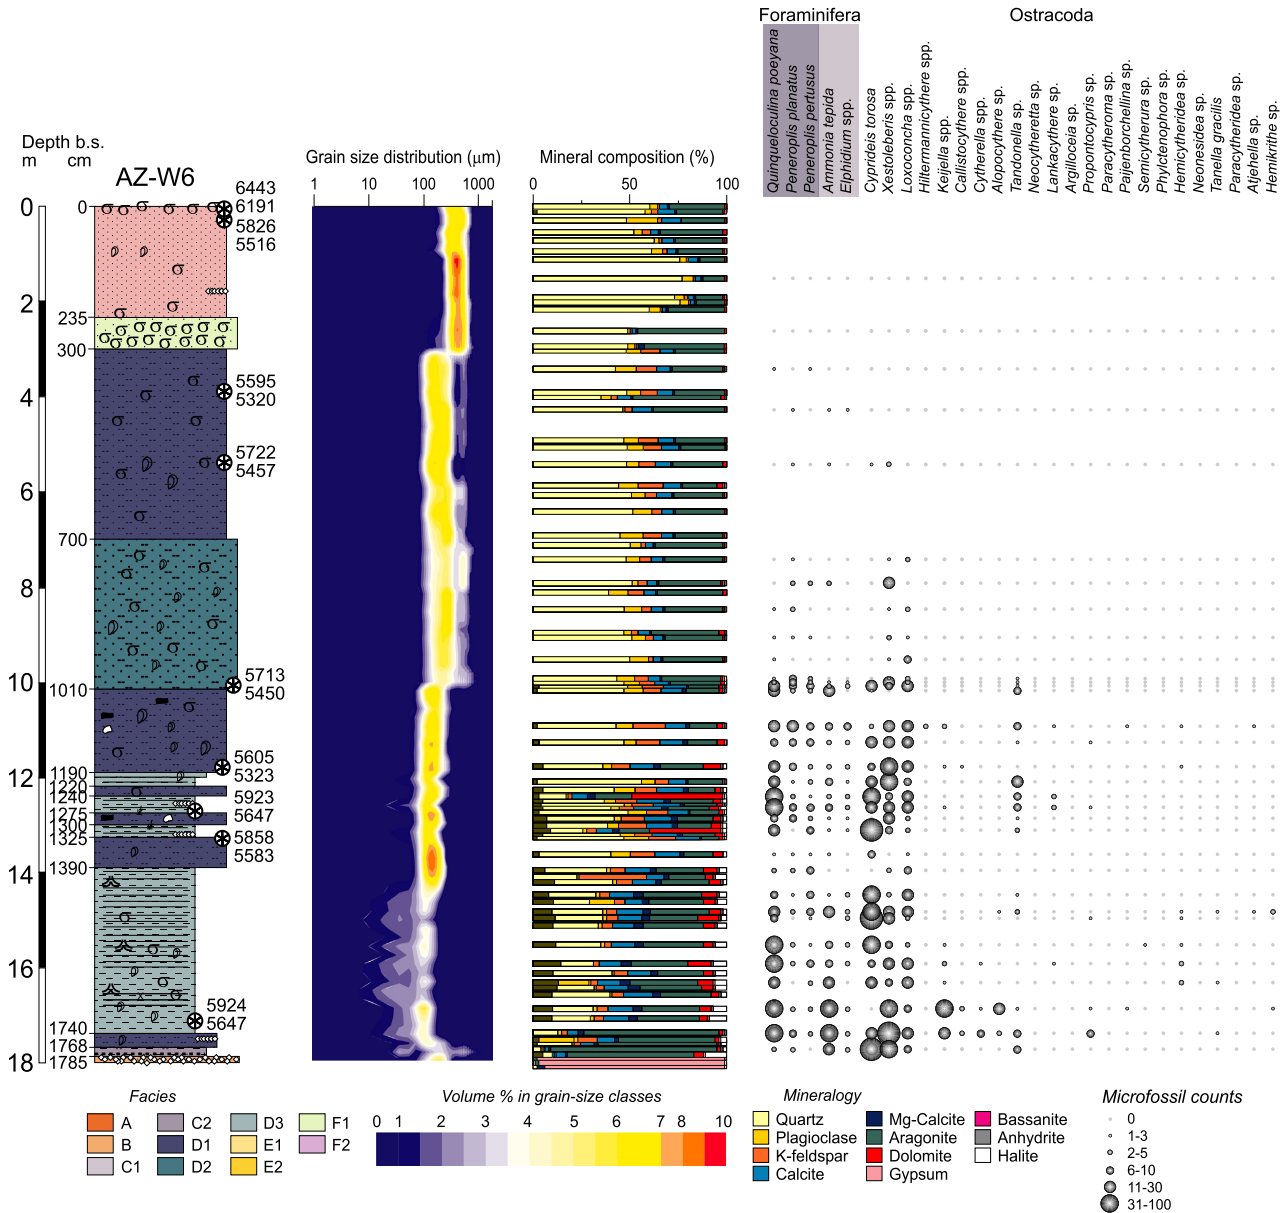 Foraminifera
Ostracoda
Quinqueloculina poeyana
Peneroplis planatus
Peneroplis pertusus
Ammonia tepida
Elphidium spp.
Cyprideis torosa
Xestoleberis spp.
Loxoconcha spp.
Hiltermannicythere spp.
Keijella spp.
Callistocythere spp.
Cytherella spp.
Alopocythere sp.
Tandonella sp.
Neocytheretta sp.
Lankacythere sp.
Argilloceia sp.
Propontocypris sp.
Paracytheroma sp.
Paijenborchellina sp.
Semicytherura sp.
Phlyctenophora sp.
Hemicytheridea sp.
Neonesidea sp.
Tanella gracilis
Paracytheridea sp.
Atjehella sp.
Hemikrithe sp.
Depth b.s.
m cm
AZ-W6
Grain size distribution (µm)
Mineral composition (%)
1 10 100 1000
0 50 100
0
2
4
6
8
10
12
14
16
18
0
235
300
700
1010
1190
1220
1240
1275
1300
1325
1390
1740
1768
1785
6443
6191
5826
5516
5595
5320
5722
5457
5713
5450
5605
5323
5923
5647
5858
5583
5924
5647
Facies
A
B
C1
C2
D1
D2
D3
E1
E2
F1
F2
Volume % in grain-size classes
0 1 2 3 4 5 6 7 8 10
Mineralogy
Quartz
Plagioclase
K-feldspar
Calcite
Mg-Calcite
Aragonite
Dolomite
Gypsum
Bassanite
Anhydrite
Halite
Microfossil counts
0
1-3
2-5
6-10
11-30
31-100